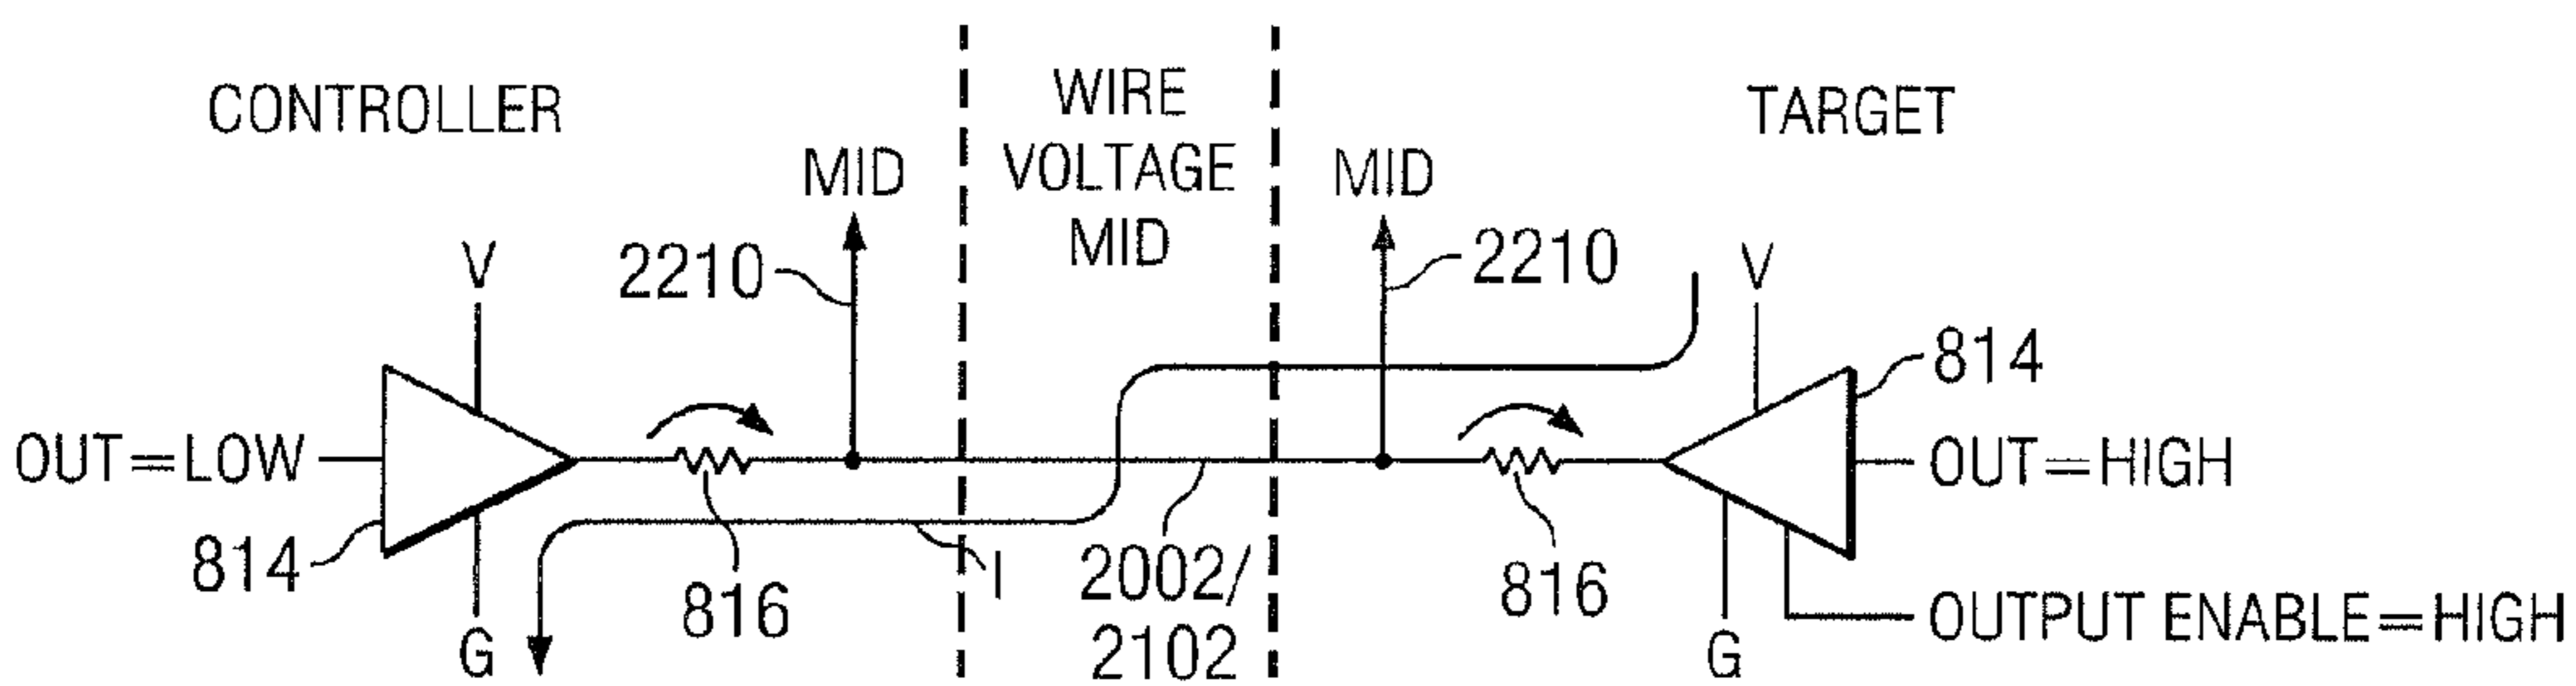 CONTROLLER
WIRE
VOLTAGE
MID
TARGET
MID
MID
V
2210
2210
V
814
OUT=LOW
OUT=HIGH
814
816
I
2002/
2102
816
OUTPUT ENABLE=HIGH
G
G